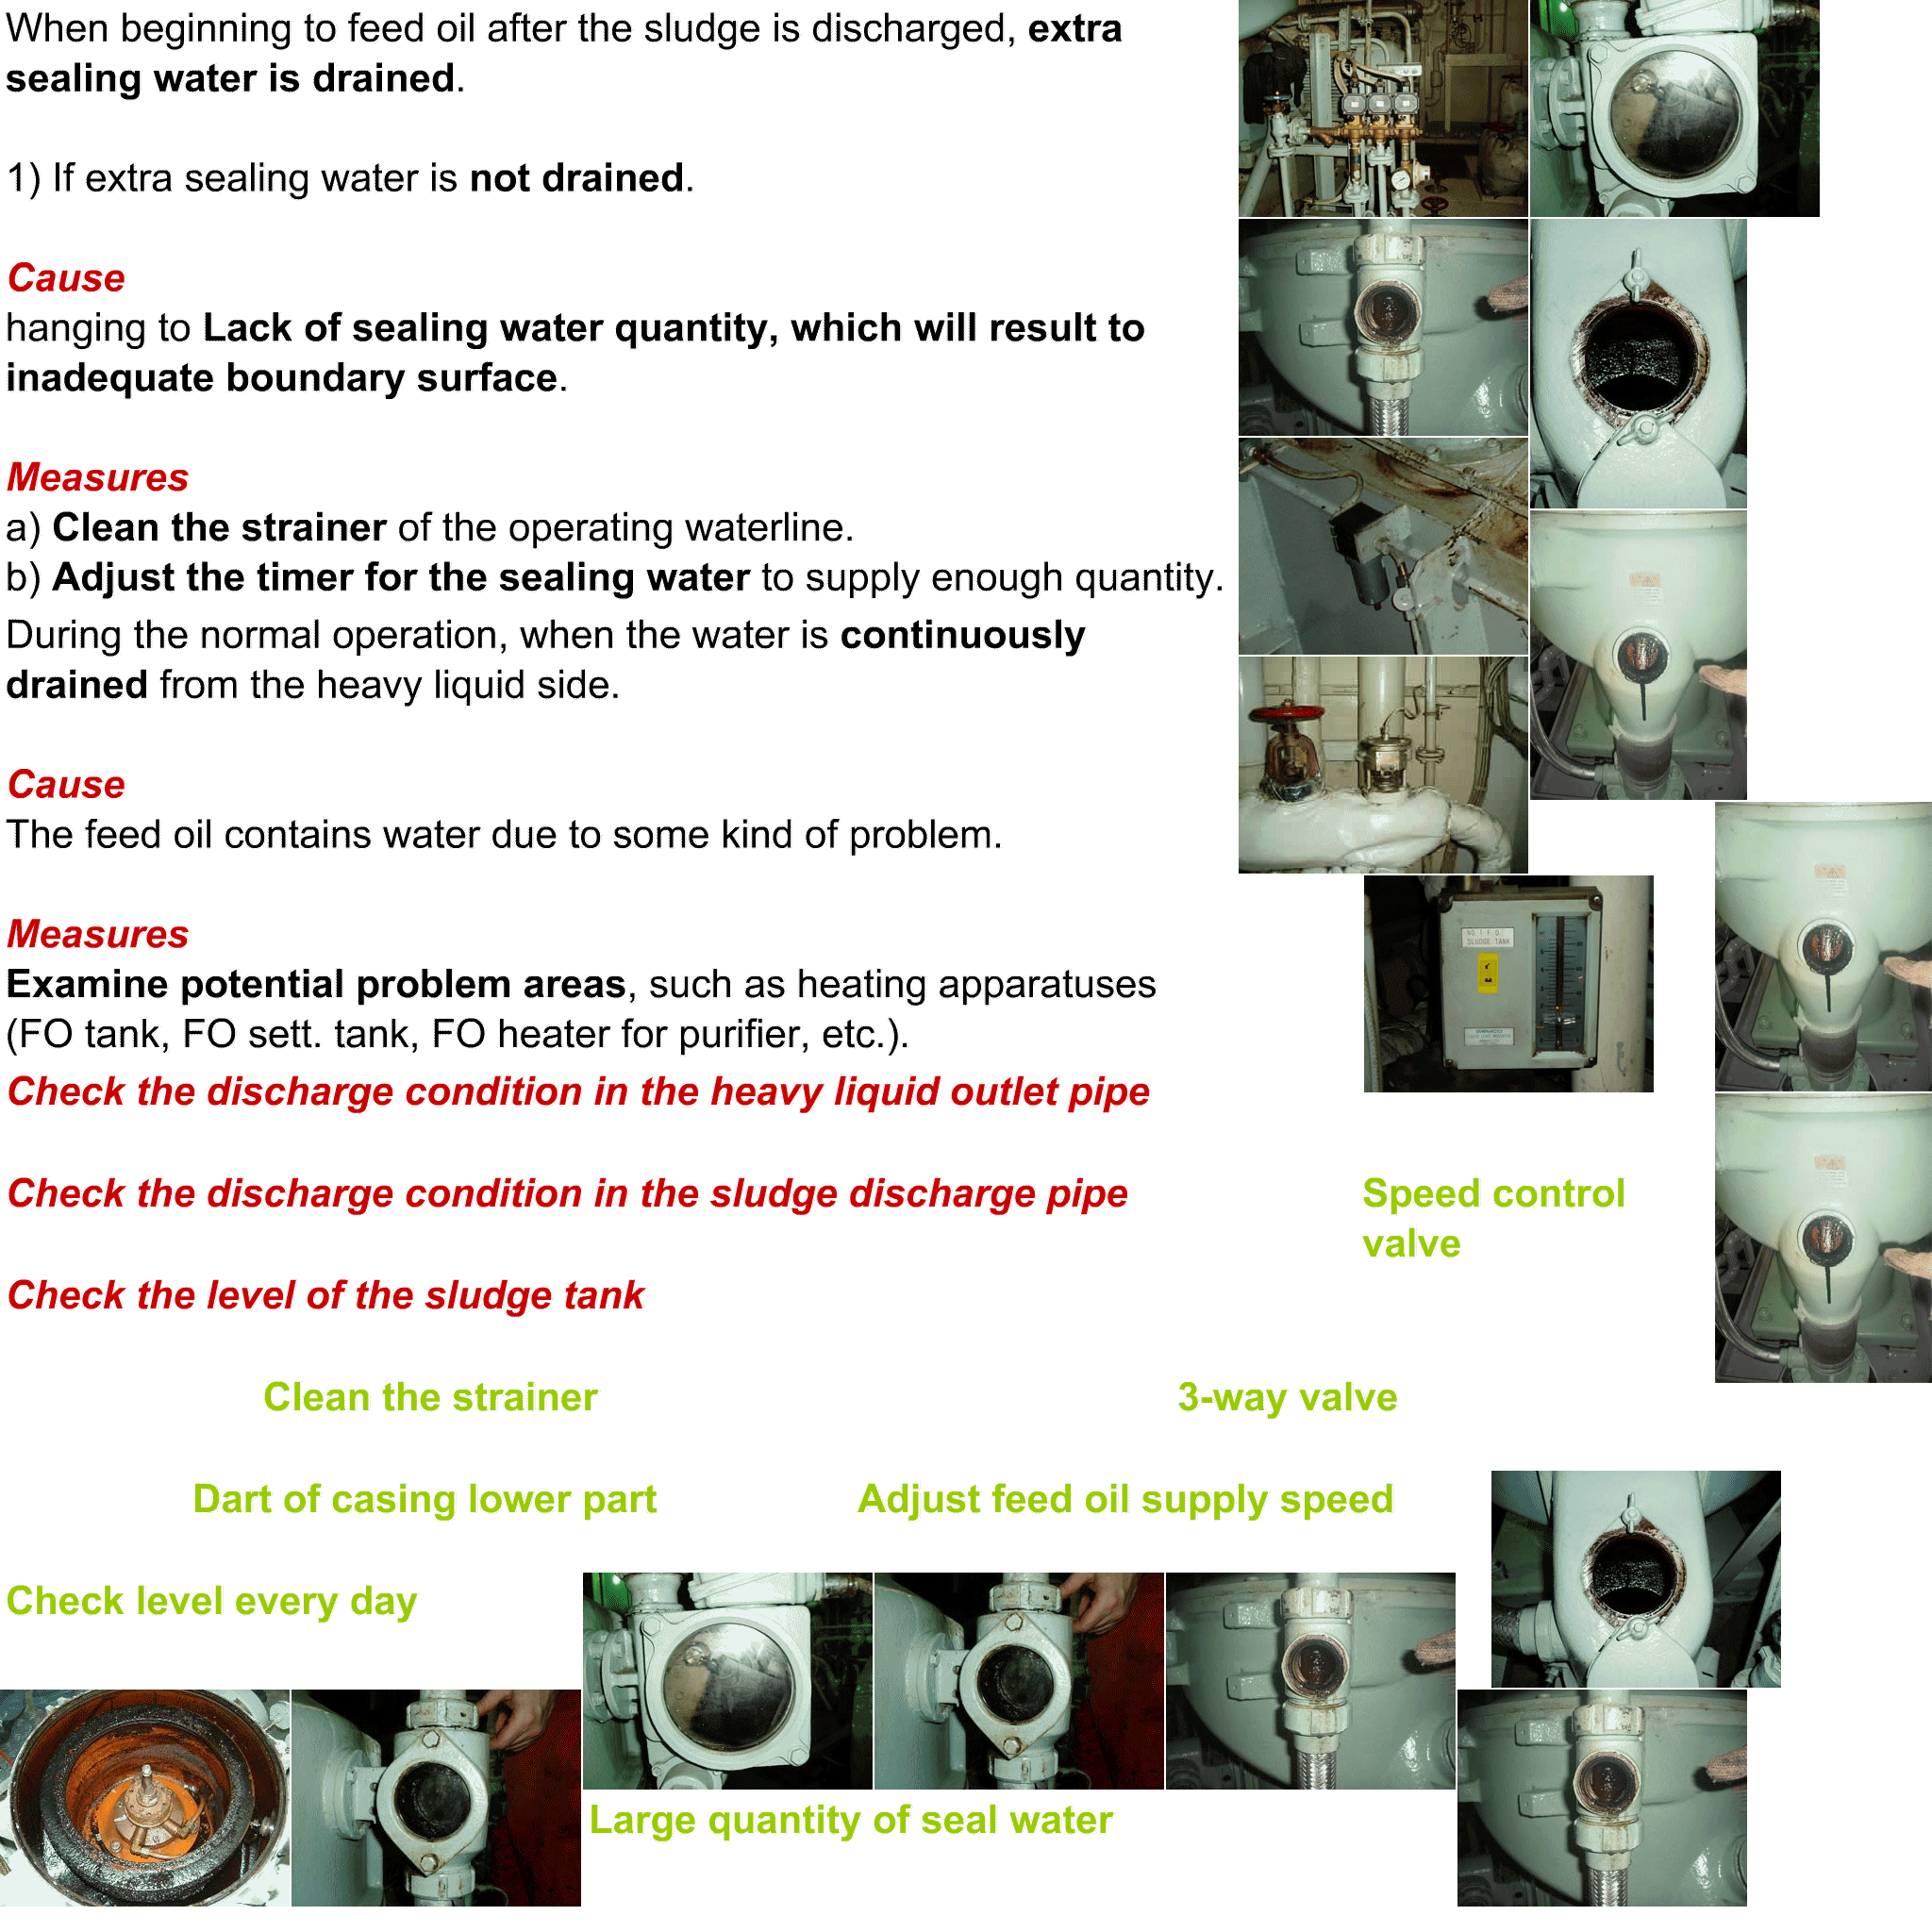 When beginning to feed oil after the sludge is discharged, extra
sealing water is drained.
1) If extra sealing water is not drained.
Cause
hanging to Lack of sealing water quantity, which will result to
inadequate boundary surface.
Measures
a) Clean the strainer of the operating waterline.
b) Adjust the timer for the sealing water to supply enough quantity.
During the normal operation, when the water is continuously
drained from the heavy liquid side.
Cause
The feed oil contains water due to some kind of problem.
Measures
Examine potential problem areas, such as heating apparatuses
(FO tank, FO sett. tank, FO heater for purifier, etc.).
NO.1 F.O.
SLUDGE TANK
Check the discharge condition in the heavy liquid outlet pipe
Check the discharge condition in the sludge discharge pipe
Speed control
valve
Check the level of the sludge tank
Clean the strainer
3-way valve
Dart of casing lower part
Adjust feed oil supply speed
Check level every day
Large quantity of seal water